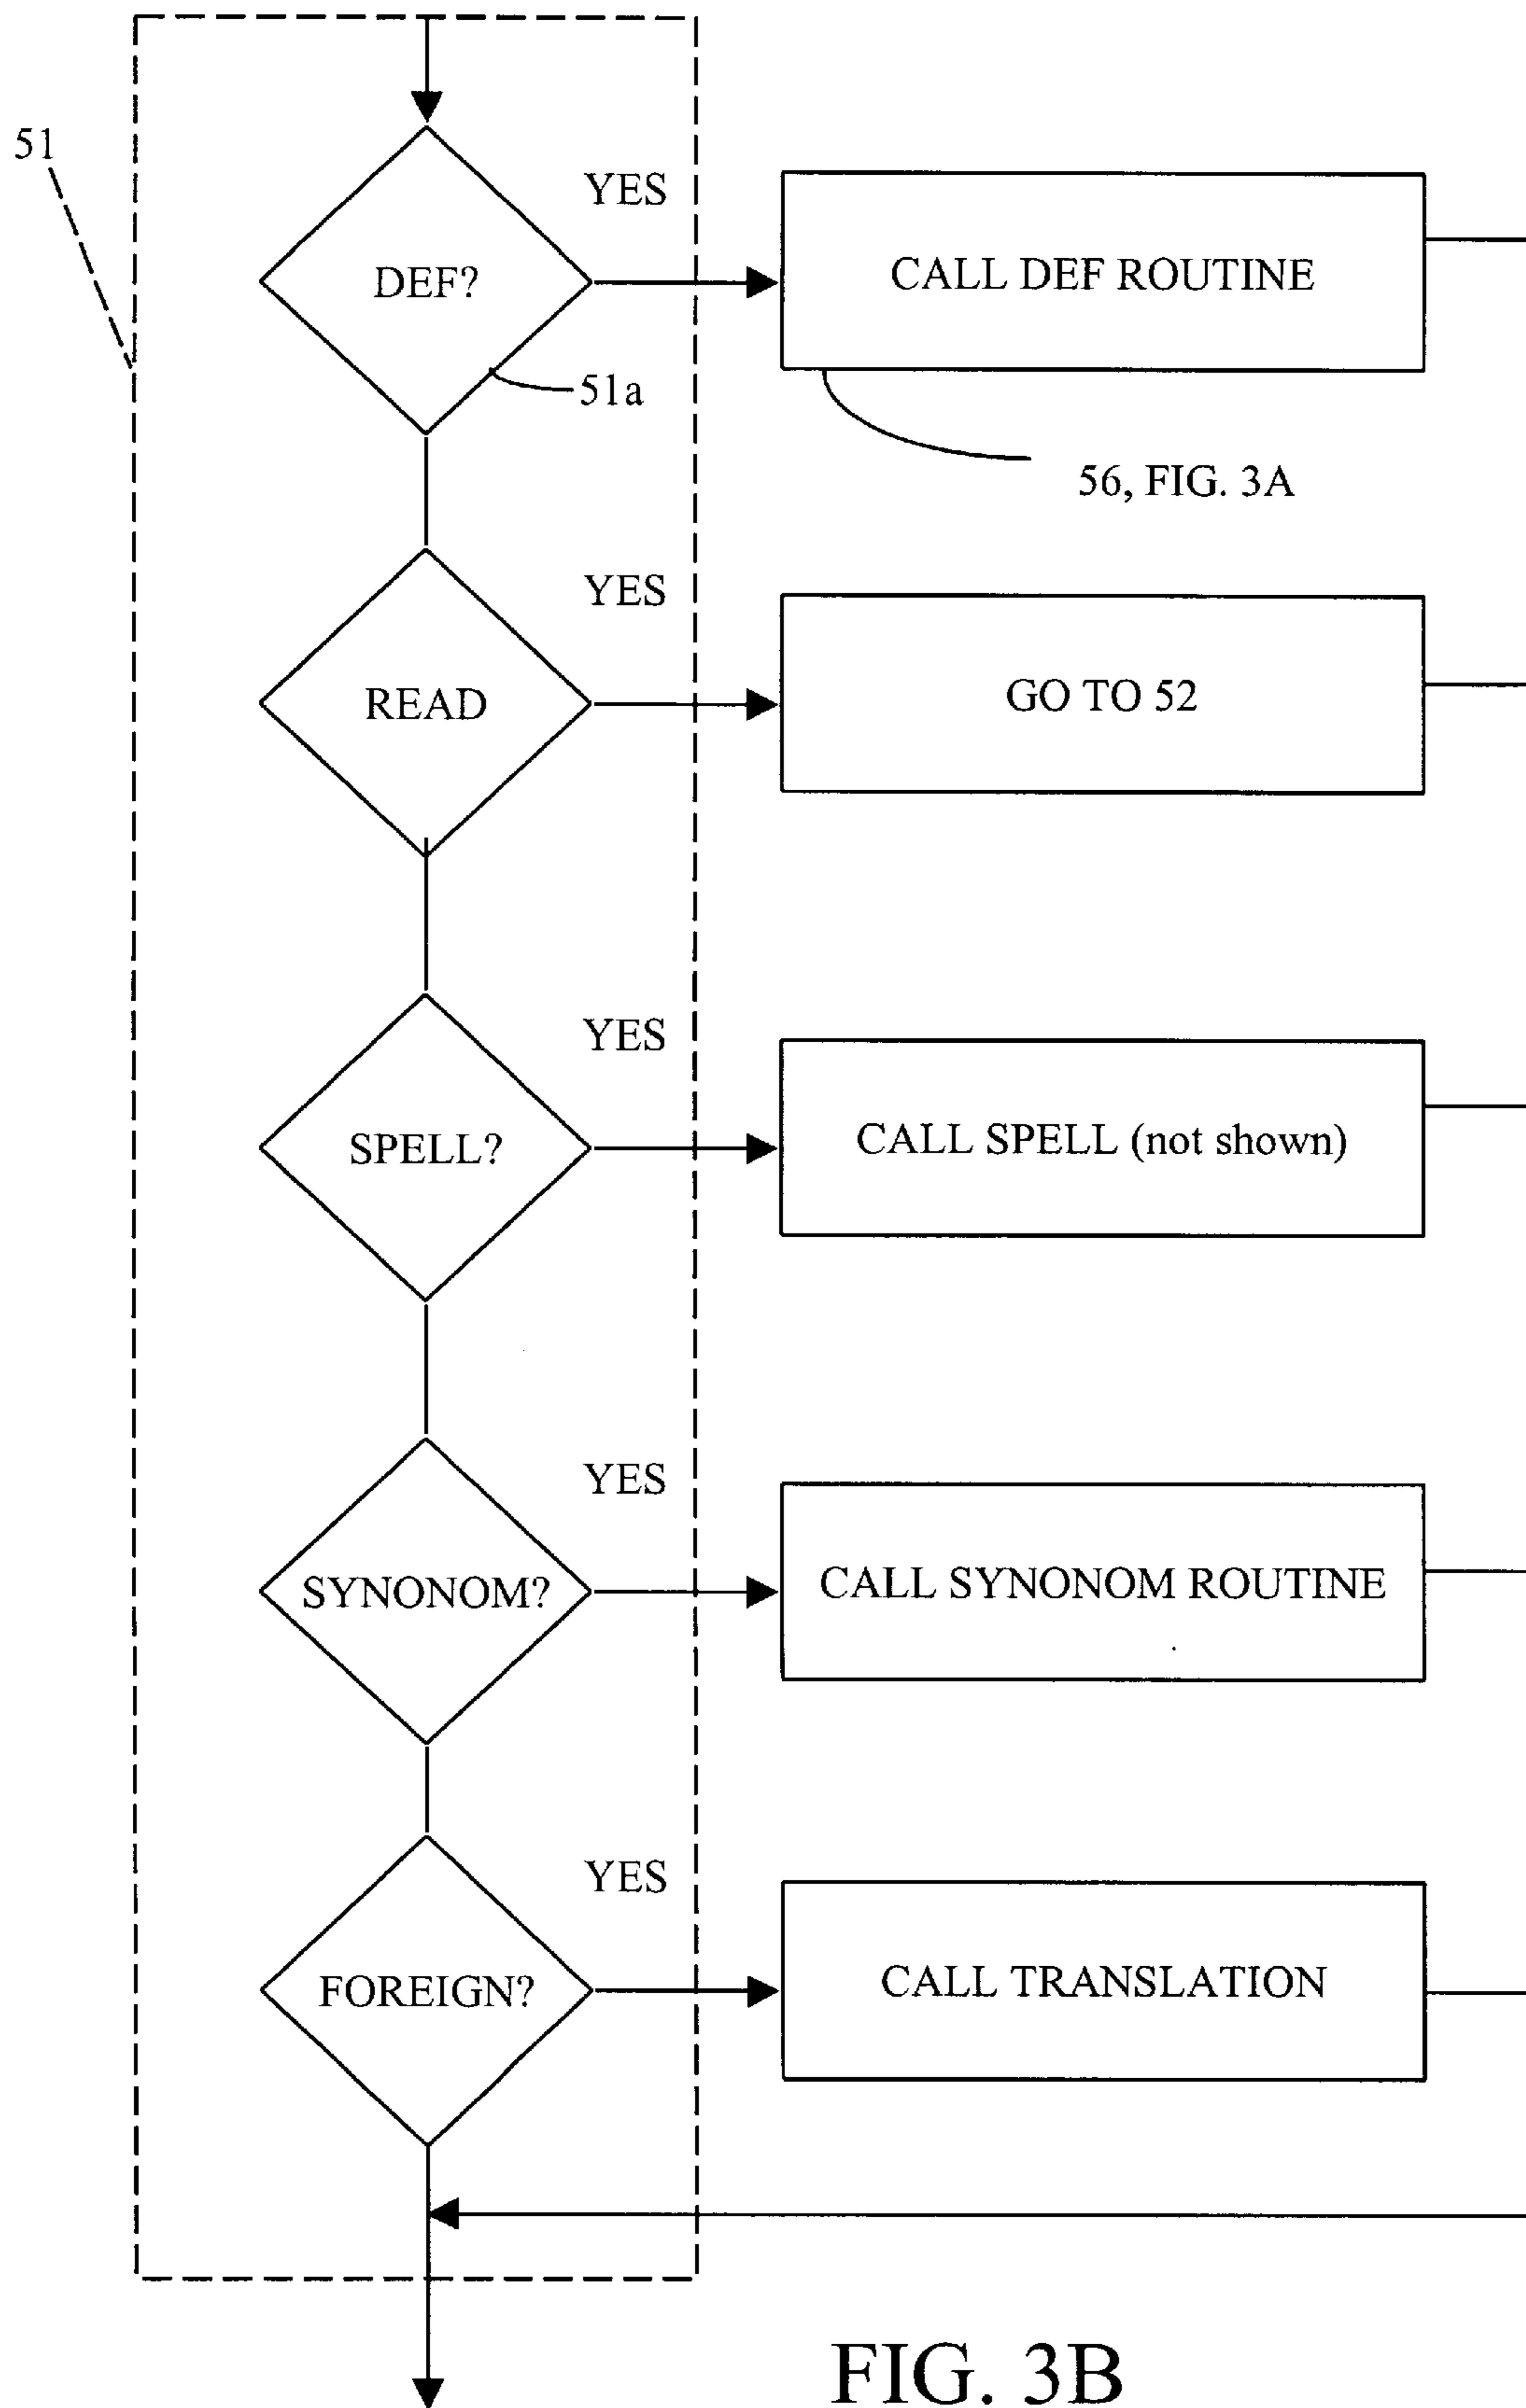 51
YES
DEF?
CALL DEF ROUTINE
51a
56, FIG. 3A
YES
READ
GO TO 52
YES
SPELL?
CALL SPELL (not shown)
YES
SYNONOM?
CALL SYNONOM ROUTINE
YES
FOREIGN?
CALL TRANSLATION
FIG. 3B